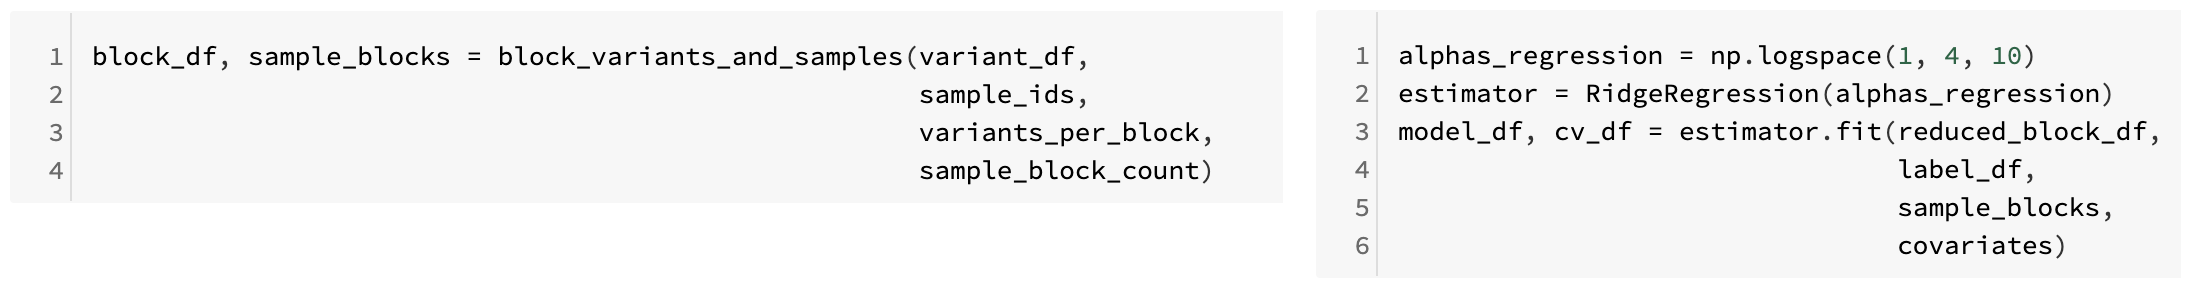 1 block_df, sample_blocks = block_variants_and_samples(variant_df,
2 sample_ids,
3 variants_per_block,
4 sample_block_count)
1 alphas_regression = np.logspace(1, 4, 10)
2 estimator = RidgeRegression(alphas_regression)
3 model_df, cv_df = estimator.fit(reduced_block_df,
4 label_df,
5 sample_blocks,
6 covariates)